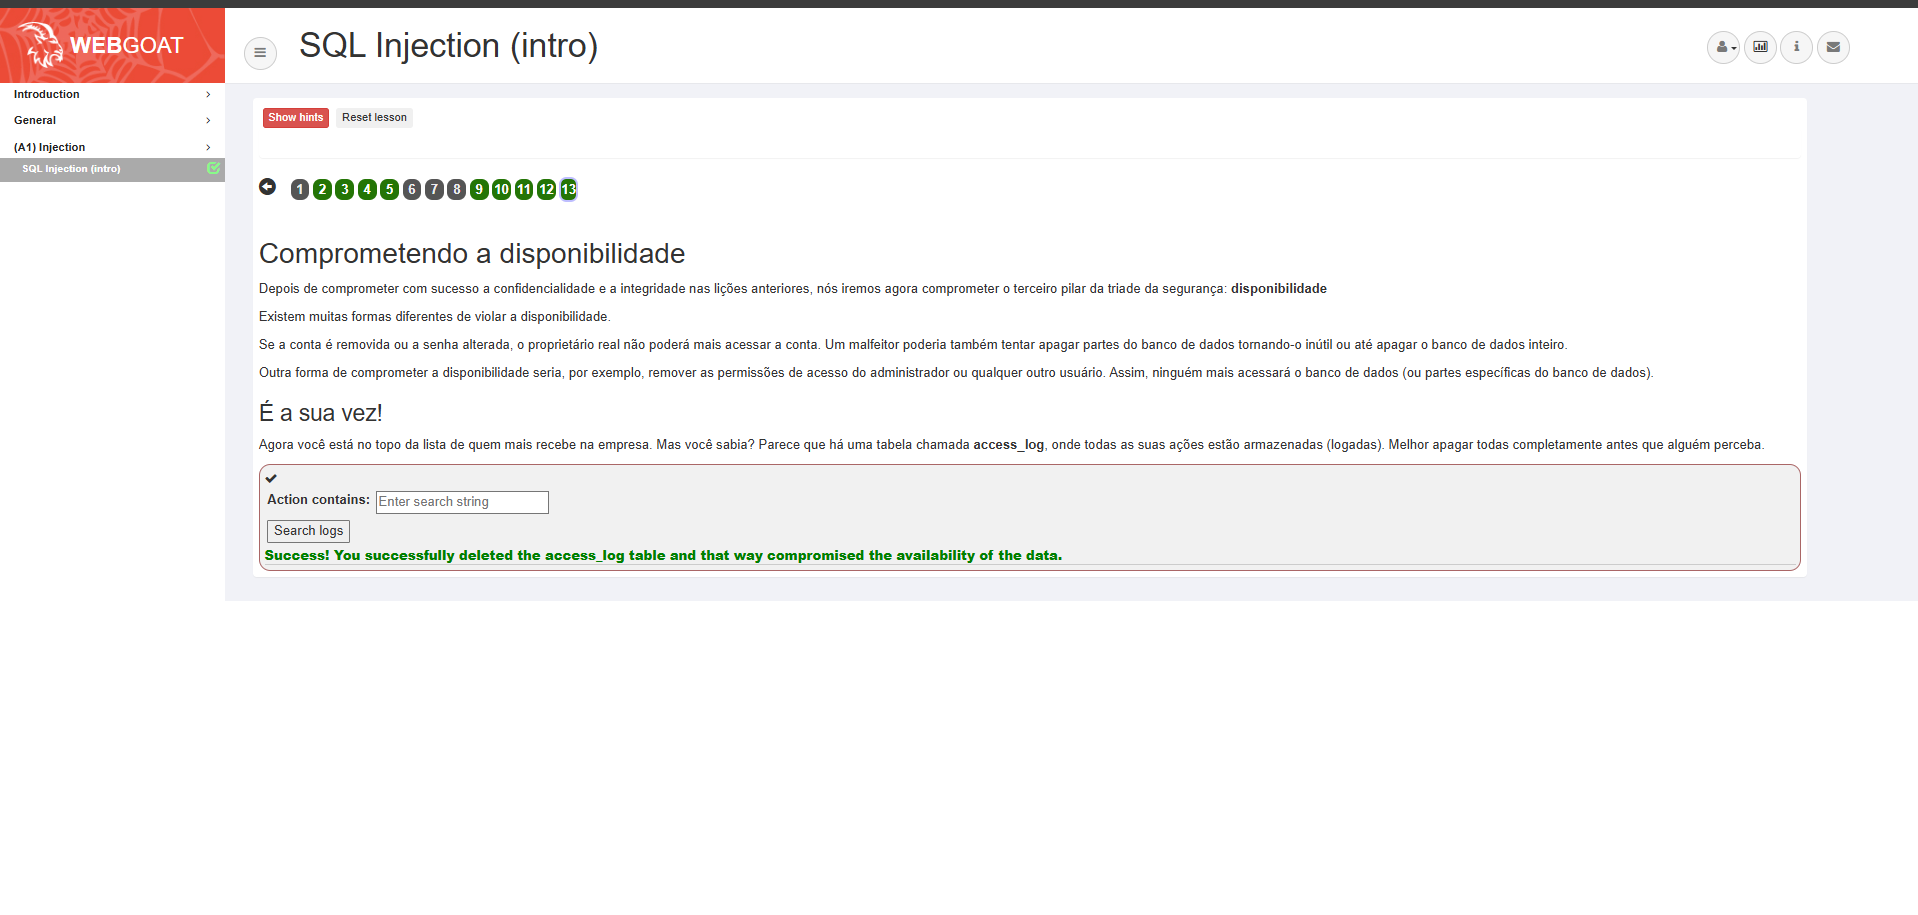 WEBGOAT
SQL Injection (intro)
Introduction
General
(A1) Injection
SQL Injection (intro)
Show hints Reset lesson
1 2 3 4 5 6 7 8 9 10 11 12 13
Comprometendo a disponibilidade
Depois de comprometer com sucesso a confidencialidade e a integridade nas lições anteriores, nós iremos agora comprometer o terceiro pilar da triade da segurança: disponibilidade
Existem muitas formas diferentes de violar a disponibilidade.
Se a conta é removida ou a senha alterada, o proprietário real não poderá mais acessar a conta. Um malfeitor poderia também tentar apagar partes do banco de dados tornando-o inútil ou até apagar o banco de dados inteiro.
Outra forma de comprometer a disponibilidade seria, por exemplo, remover as permissões de acesso do administrador ou qualquer outro usuário. Assim, ninguém mais acessará o banco de dados (ou partes específicas do banco de dados).
É a sua vez!
Agora você está no topo da lista de quem mais recebe na empresa. Mas você sabia? Parece que há uma tabela chamada access_log, onde todas as suas ações estão armazenadas (logadas). Melhor apagar todas completamente antes que alguém perceba.
Action contains: Enter search string
Search logs
Success! You successfully deleted the access_log table and that way compromised the availability of the data.